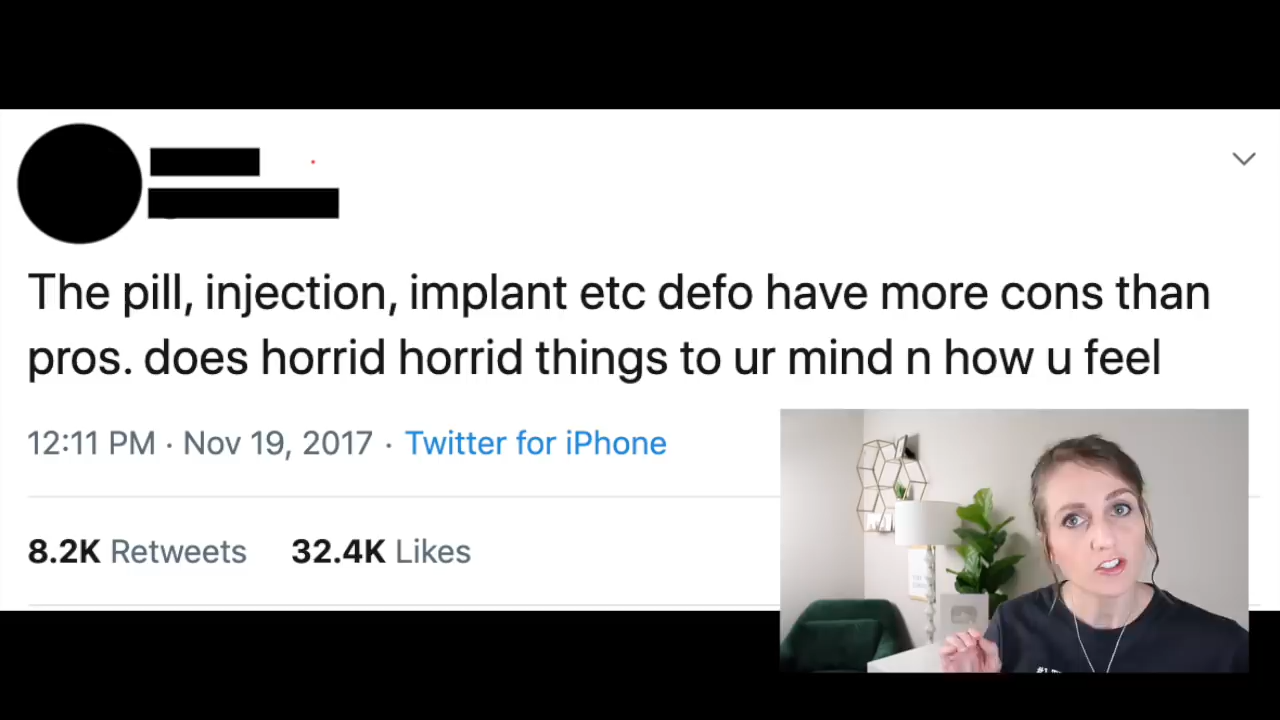 The pill, injection, implant etc defo have more cons than
pros. does horrid horrid things to ur mind n how u feel
12:11 PM · Nov 19, 2017 · Twitter for iPhone
8.2K Retweets 32.4K Likes